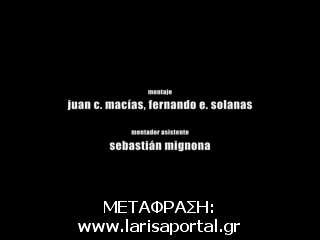 montaje
juan c. macías, fernando e. solanas
montador asistente
sebastián mignona
ΜΕΤΑΦΡΑΣΗ:
www.larisaportal.gr